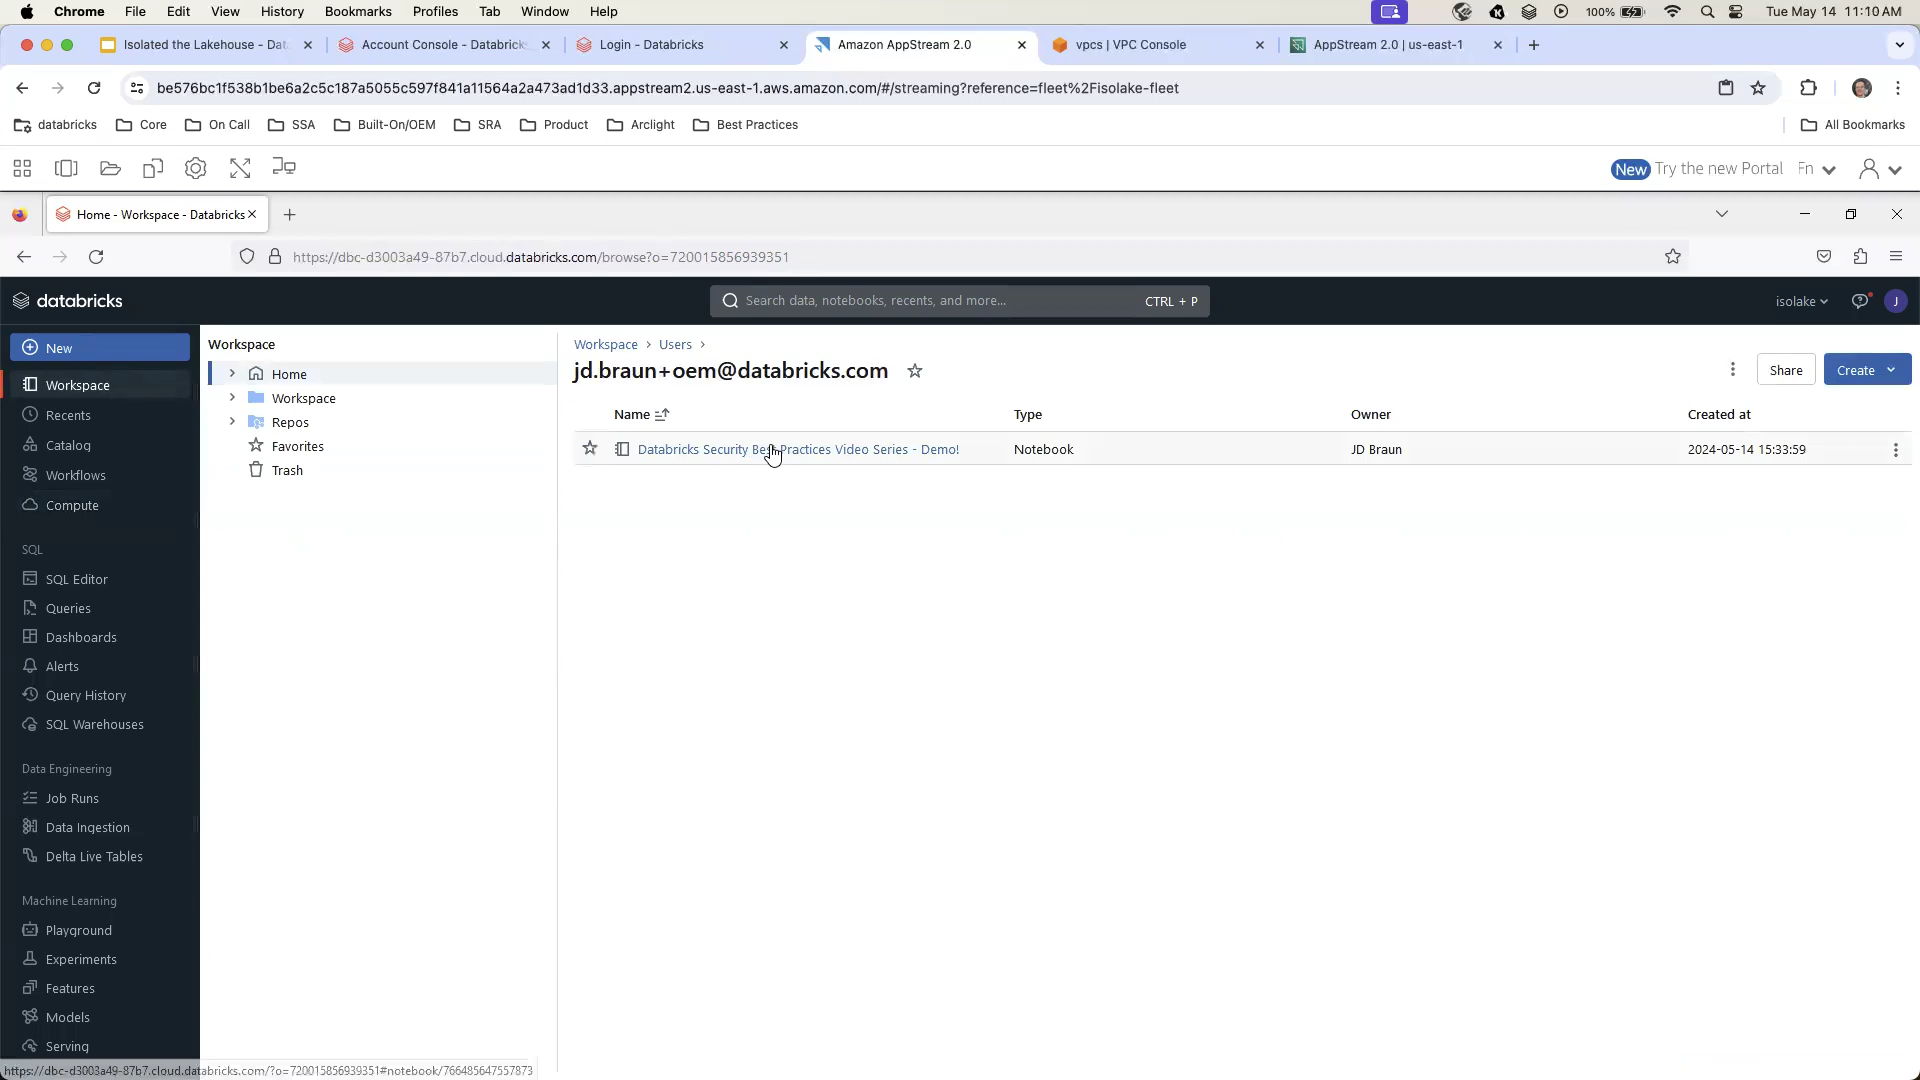 Chrome File Edit View History Bookmarks Profiles Tab Window Help 100% Tue May 14 11:10 AM
Isolated the Lakehouse - Dat Account Console - Databricks Login - Databricks Amazon AppStream 2.0 vpcs | VPC Console AppStream 2.0 | us-east-1
be576bc1f538b1be6a2c5c187a5055c597f841a11564a2a473ad1d33.appstream2.us-east-1.aws.amazon.com/#/streaming?reference=fleet%2Fisolake-fleet
databricks Core On Call SSA Built-On/OEM SRA Product Arclight Best Practices All Bookmarks
New Try the new Portal Fn
Home - Workspace - Databricks
https://dbc-d3003a49-87b7.cloud.databricks.com/browse?o=720015856939351
databricks Search data, notebooks, recents, and more... CTRL + P isolake J
New
Workspace
Recents
Catalog
Workflows
Compute
SQL
SQL Editor
Queries
Dashboards
Alerts
Query History
SQL Warehouses
Data Engineering
Job Runs
Data Ingestion
Delta Live Tables
Machine Learning
Playground
Experiments
Features
Models
Serving
Workspace
Home
Workspace
Repos
Favorites
Trash
Workspace › Users ›
jd.braun+oem@databricks.com Share Create
Name Type Owner Created at
Databricks Security Best Practices Video Series - Demo! Notebook JD Braun 2024-05-14 15:33:59
https://dbc-d3003a49-87b7.cloud.databricks.com/?o=720015856939351#notebook/766485647557873